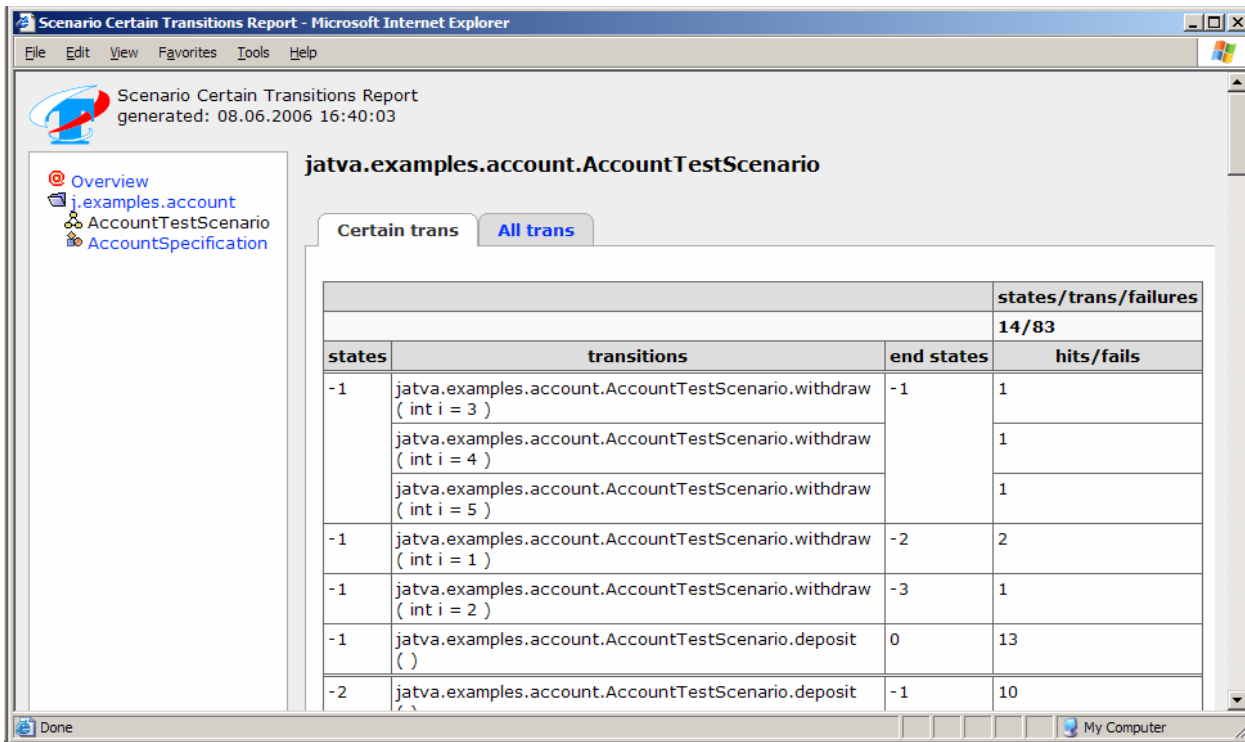 Scenario Certain Transitions Report - Microsoft Internet Explorer
File Edit View Favorites Tools Help
Scenario Certain Transitions Report
generated: 08.06.2006 16:40:03
Overview
j.examples.account
AccountTestScenario
AccountSpecification
jatva.examples.account.AccountTestScenario
Certain trans All trans
states/trans/failures
14/83
states transitions end states hits/fails
-1 jatva.examples.account.AccountTestScenario.withdraw -1 1
( int i = 3 )
jatva.examples.account.AccountTestScenario.withdraw 1
( int i = 4 )
jatva.examples.account.AccountTestScenario.withdraw 1
( int i = 5 )
-1 jatva.examples.account.AccountTestScenario.withdraw -2 2
( int i = 1 )
-1 jatva.examples.account.AccountTestScenario.withdraw -3 1
( int i = 2 )
-1 jatva.examples.account.AccountTestScenario.deposit 0 13
( )
-2 jatva.examples.account.AccountTestScenario.deposit -1 10
Done My Computer